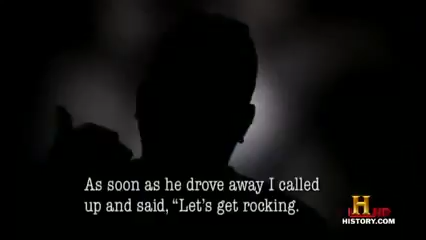 As soon as he drove away I called
up and said, “Let’s get rocking.
H
HISTORY.COM